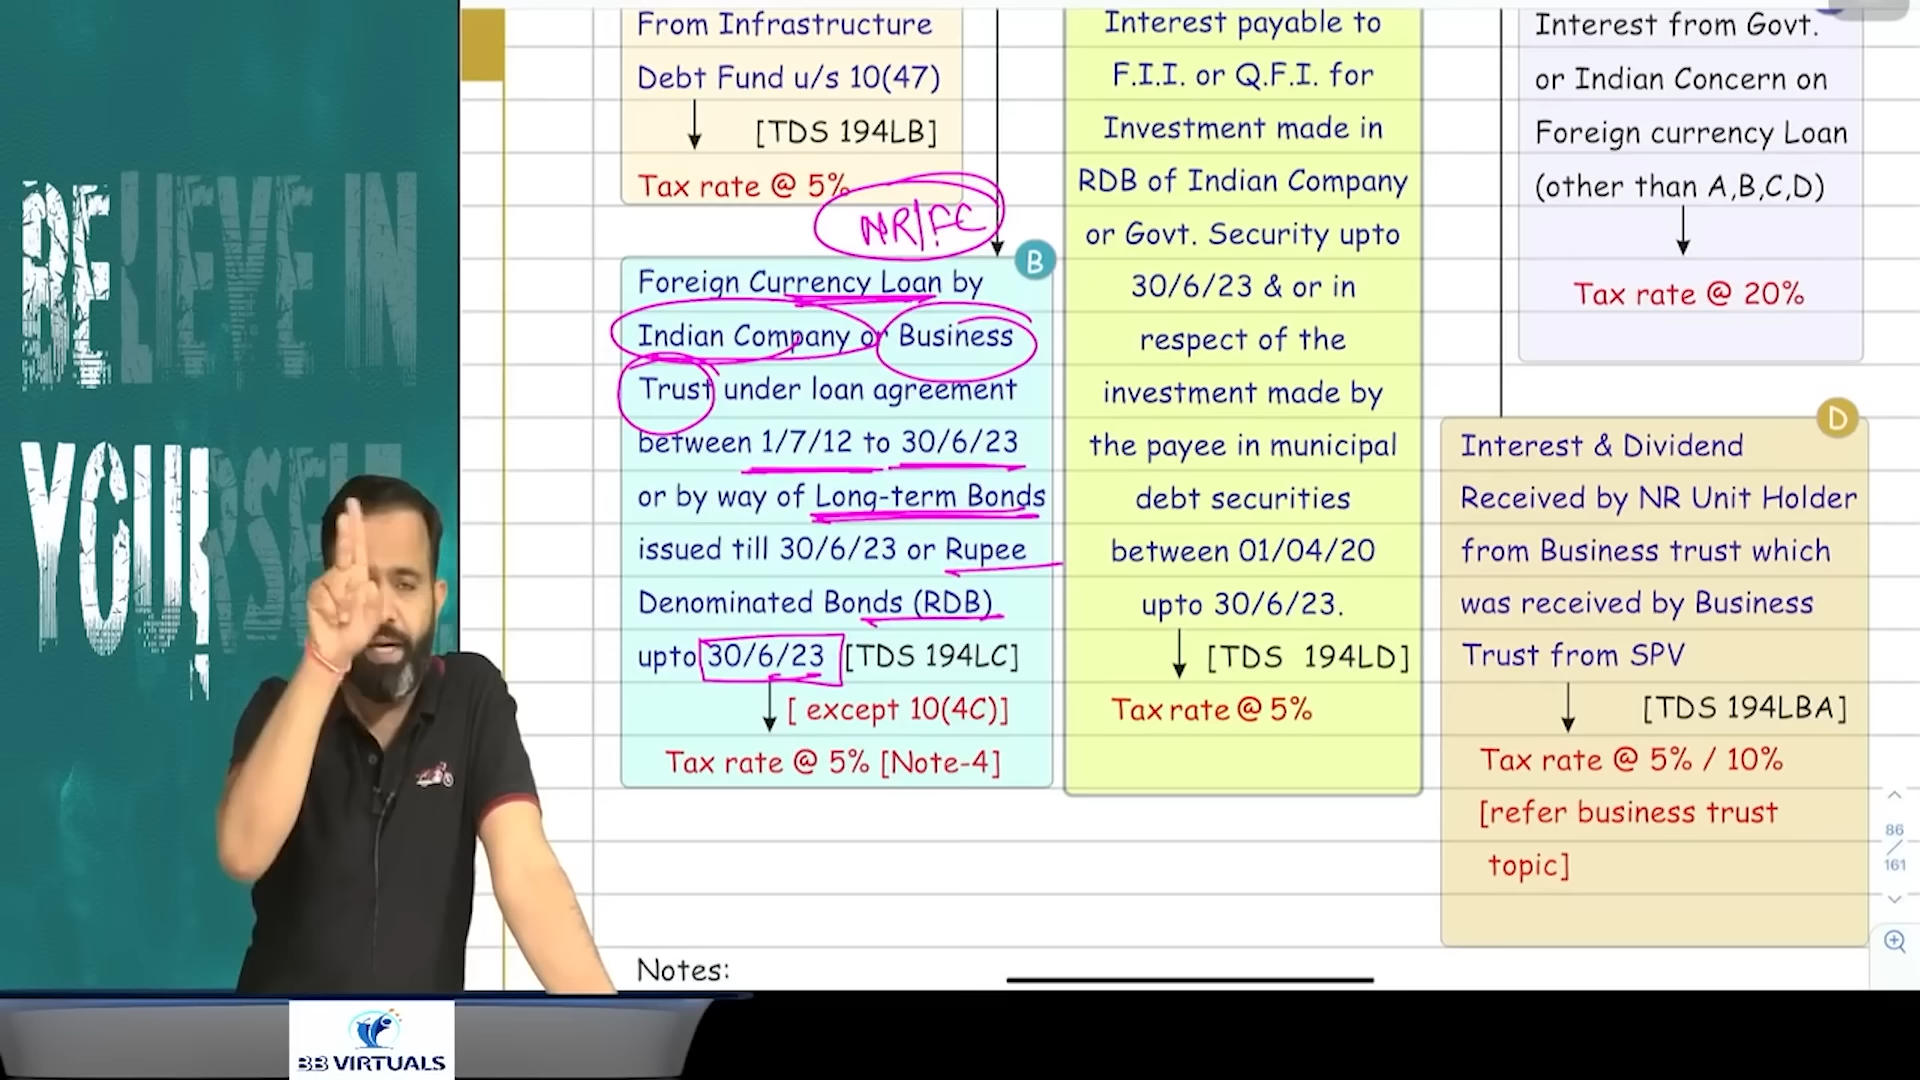 BELIEVE IN
YOURSELF
From Infrastructure
Debt Fund u/s 10(47)
[TDS 194LB]
Tax rate @ 5%
NR/FC
B
Foreign Currency Loan by
Indian Company or Business
Trust under loan agreement
between 1/7/12 to 30/6/23
or by way of Long-term Bonds
issued till 30/6/23 or Rupee
Denominated Bonds (RDB)
upto 30/6/23 [TDS 194LC]
[ except 10(4C)]
Tax rate @ 5% [Note-4]
Interest payable to
F.I.I. or Q.F.I. for
Investment made in
RDB of Indian Company
or Govt. Security upto
30/6/23 & or in
respect of the
investment made by
the payee in municipal
debt securities
between 01/04/20
upto 30/6/23.
[TDS 194LD]
Tax rate @ 5%
Interest from Govt.
or Indian Concern on
Foreign currency Loan
(other than A,B,C,D)
Tax rate @ 20%
D
Interest & Dividend
Received by NR Unit Holder
from Business trust which
was received by Business
Trust from SPV
[TDS 194LBA]
Tax rate @ 5% / 10%
[refer business trust
topic]
86
/
161
Notes:
BB VIRTUALS